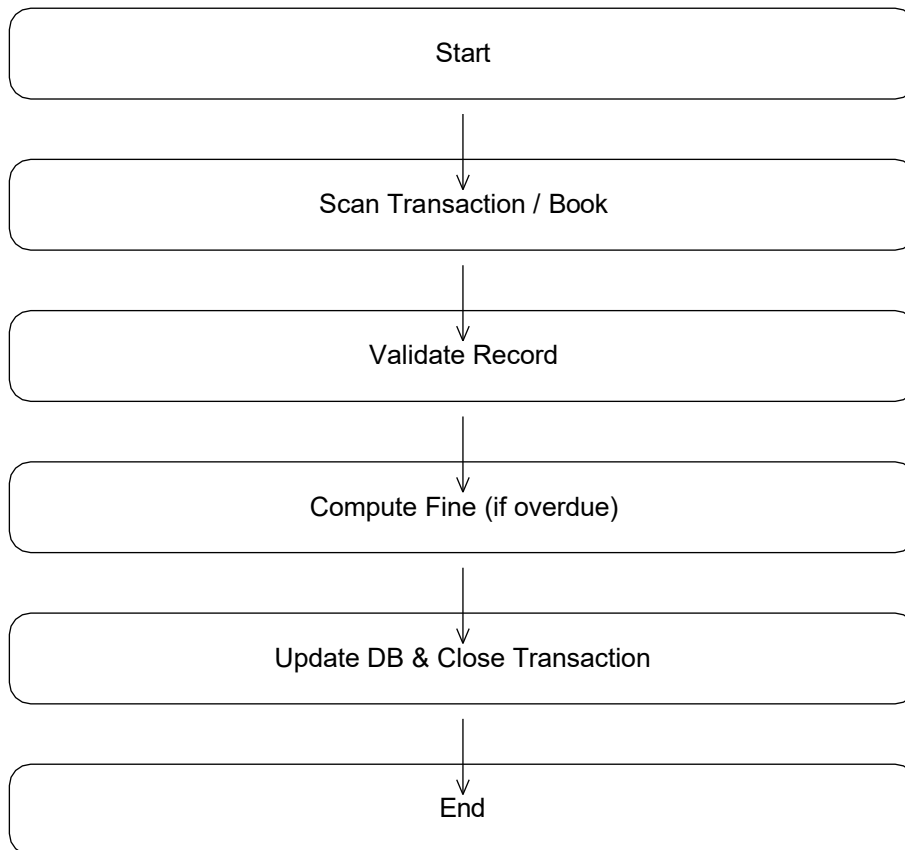 Start
Scan Transaction / Book
Validate Record
Compute Fine (if overdue)
Update DB & Close Transaction
End